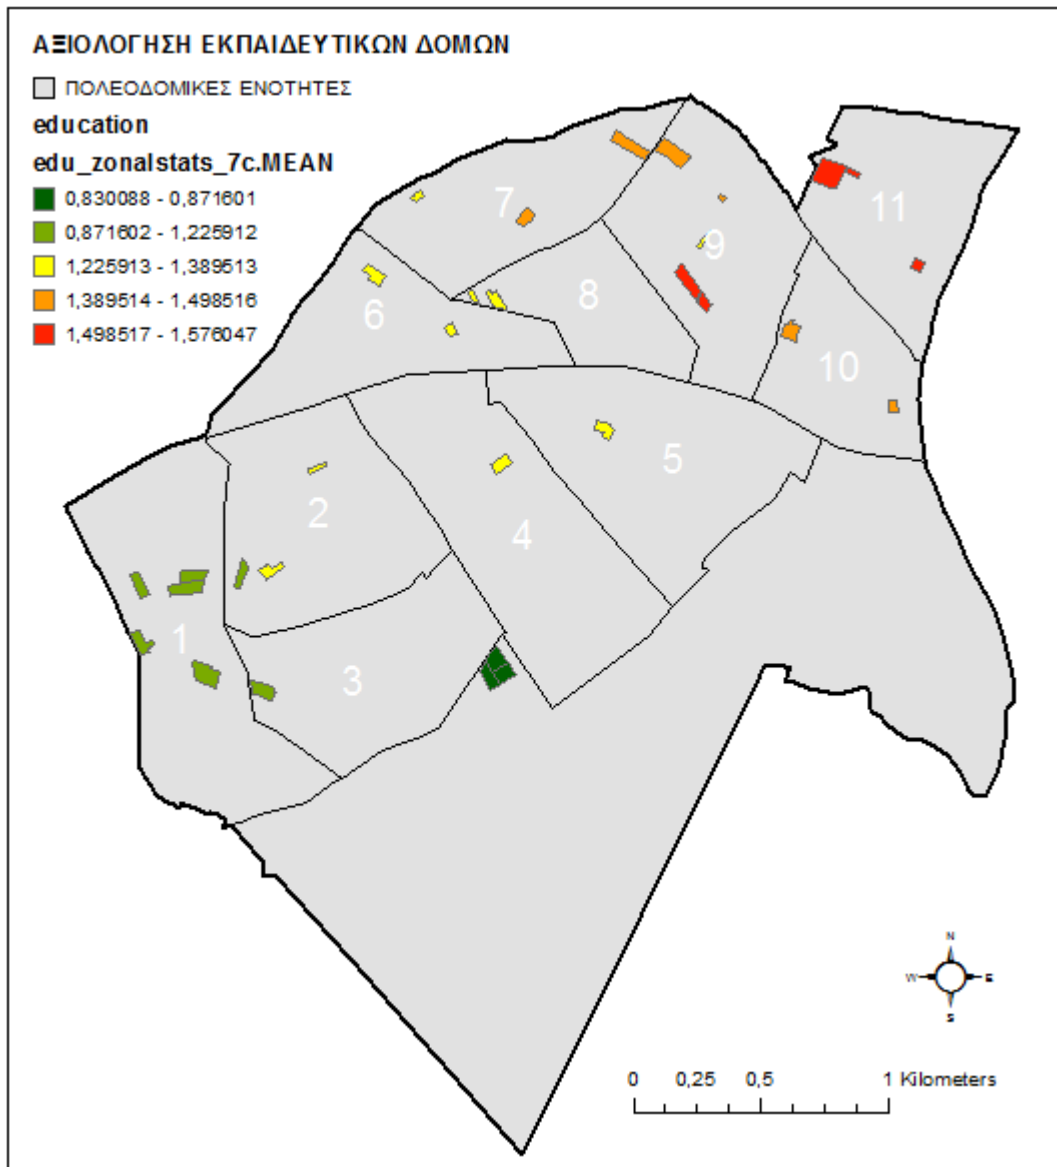 ΑΞΙΟΛΟΓΗΣΗ ΕΚΠΑΙΔΕΥΤΙΚΩΝ ΔΟΜΩΝ
ΠΟΛΕΟΔΟΜΙΚΕΣ ΕΝΟΤΗΤΕΣ
education
edu_zonalstats_7c.MEAN
0,830088 - 0,871601
0,871602 - 1,225912
1,225913 - 1,389513
1,389514 - 1,498516
1,498517 - 1,576047
7
11
9
8
6
10
5
2
4
1
3
N
W E
S
0 0,25 0,5 1 Kilometers